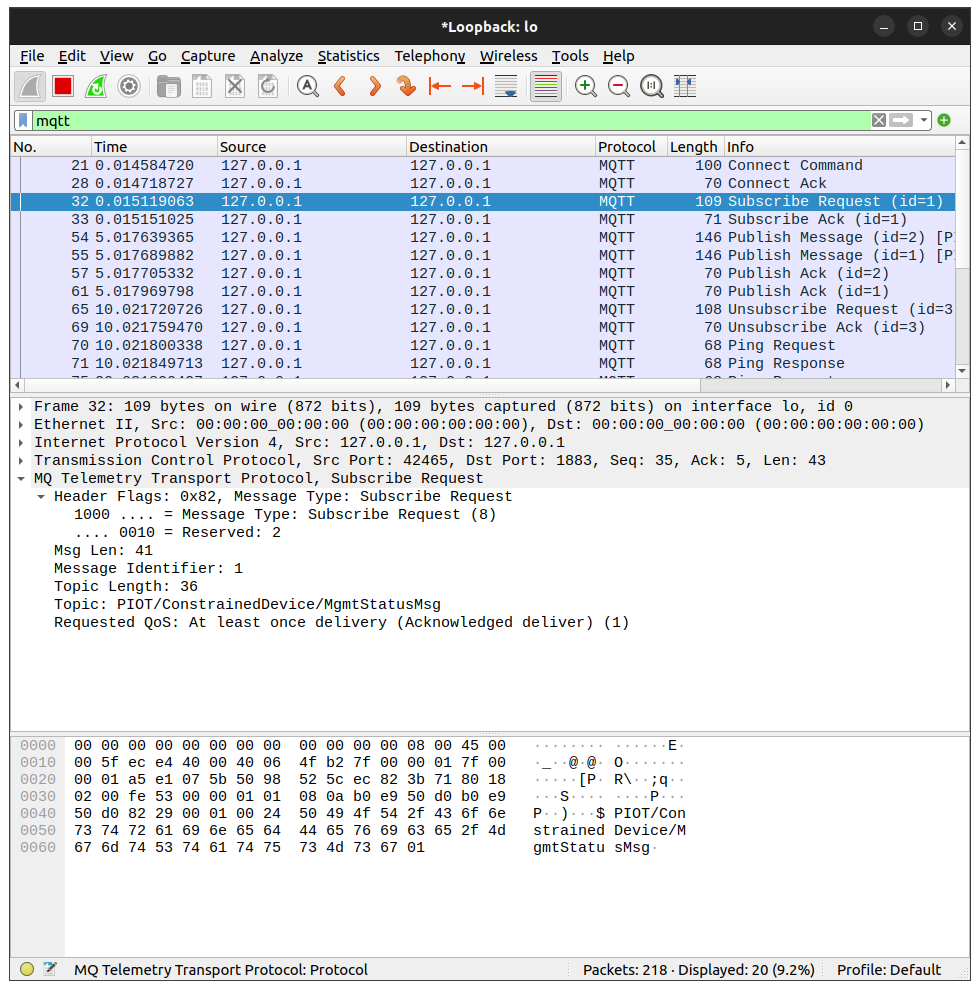 *Loopback: lo
File Edit View Go Capture Analyze Statistics Telephony Wireless Tools Help
mqtt
No. Time Source Destination Protocol Length Info
21 0.014584720 127.0.0.1 127.0.0.1 MQTT 100 Connect Command
28 0.014718727 127.0.0.1 127.0.0.1 MQTT 70 Connect Ack
32 0.015119063 127.0.0.1 127.0.0.1 MQTT 109 Subscribe Request (id=1)
33 0.015151025 127.0.0.1 127.0.0.1 MQTT 71 Subscribe Ack (id=1)
54 5.017639365 127.0.0.1 127.0.0.1 MQTT 146 Publish Message (id=2) [P
55 5.017689882 127.0.0.1 127.0.0.1 MQTT 146 Publish Message (id=1) [P
57 5.017705332 127.0.0.1 127.0.0.1 MQTT 70 Publish Ack (id=2)
61 5.017969798 127.0.0.1 127.0.0.1 MQTT 70 Publish Ack (id=1)
65 10.021720726 127.0.0.1 127.0.0.1 MQTT 108 Unsubscribe Request (id=3
69 10.021759470 127.0.0.1 127.0.0.1 MQTT 70 Unsubscribe Ack (id=3)
70 10.021800338 127.0.0.1 127.0.0.1 MQTT 68 Ping Request
71 10.021849713 127.0.0.1 127.0.0.1 MQTT 68 Ping Response
Frame 32: 109 bytes on wire (872 bits), 109 bytes captured (872 bits) on interface lo, id 0
Ethernet II, Src: 00:00:00_00:00:00 (00:00:00:00:00:00), Dst: 00:00:00_00:00:00 (00:00:00:00:00:00)
Internet Protocol Version 4, Src: 127.0.0.1, Dst: 127.0.0.1
Transmission Control Protocol, Src Port: 42465, Dst Port: 1883, Seq: 35, Ack: 5, Len: 43
MQ Telemetry Transport Protocol, Subscribe Request
Header Flags: 0x82, Message Type: Subscribe Request
1000 .... = Message Type: Subscribe Request (8)
.... 0010 = Reserved: 2
Msg Len: 41
Message Identifier: 1
Topic Length: 36
Topic: PIOT/ConstrainedDevice/MgmtStatusMsg
Requested QoS: At least once delivery (Acknowledged deliver) (1)
0000 00 00 00 00 00 00 00 00 00 00 00 00 08 00 45 00 ········ ······E·
0010 00 5f ec e4 40 00 40 06 4f b2 7f 00 00 01 7f 00 ·_··@·@· O·······
0020 00 01 a5 e1 07 5b 50 98 52 5c ec 82 3b 71 80 18 ·····[P· R\··;q··
0030 02 00 fe 53 00 00 01 01 08 0a b0 e9 50 d0 b0 e9 ···S···· ····P···
0040 50 d0 82 29 00 01 00 24 50 49 4f 54 2f 43 6f 6e P··)···$ PIOT/Con
0050 73 74 72 61 69 6e 65 64 44 65 76 69 63 65 2f 4d strained Device/M
0060 67 6d 74 53 74 61 74 75 73 4d 73 67 01 gmtStatu sMsg·
MQ Telemetry Transport Protocol: Protocol Packets: 218 · Displayed: 20 (9.2%) Profile: Default